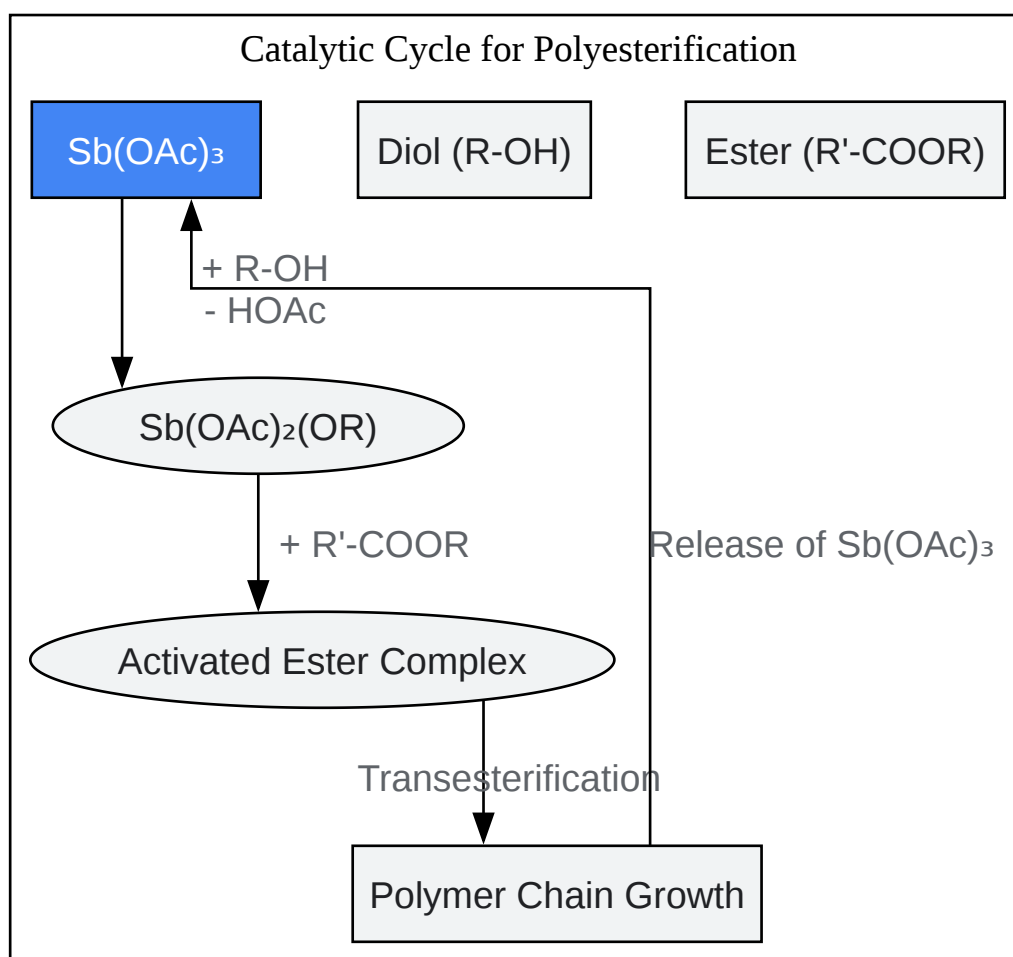 Catalytic Cycle for Polyesterification
Sb(OAc)₃
Diol (R-OH)
Ester (R'-COOR)
+ R-OH
- HOAc
Sb(OAc)₂(OR)
+ R'-COOR
Release of Sb(OAc)₃
Activated Ester Complex
Transesterification
Polymer Chain Growth